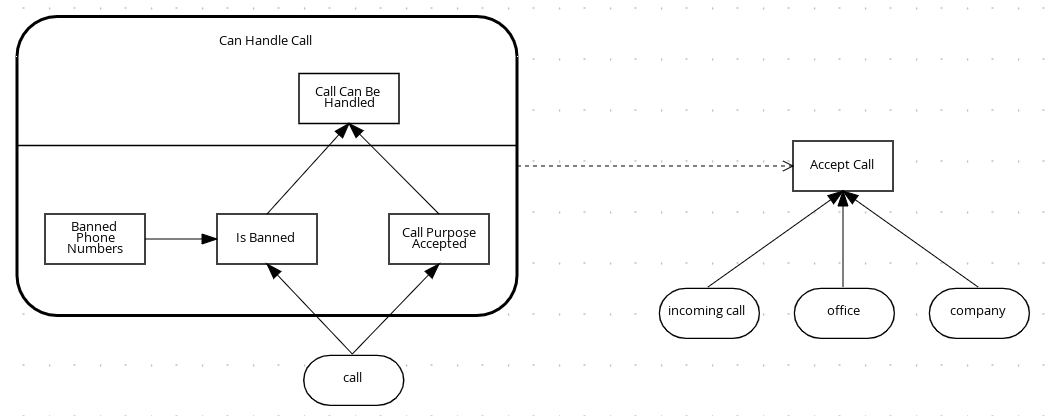 Can Handle Call
Call Can Be
Handled
Accept Call
Banned
Phone
Numbers
Is Banned
Call Purpose
Accepted
incoming call
office
company
call